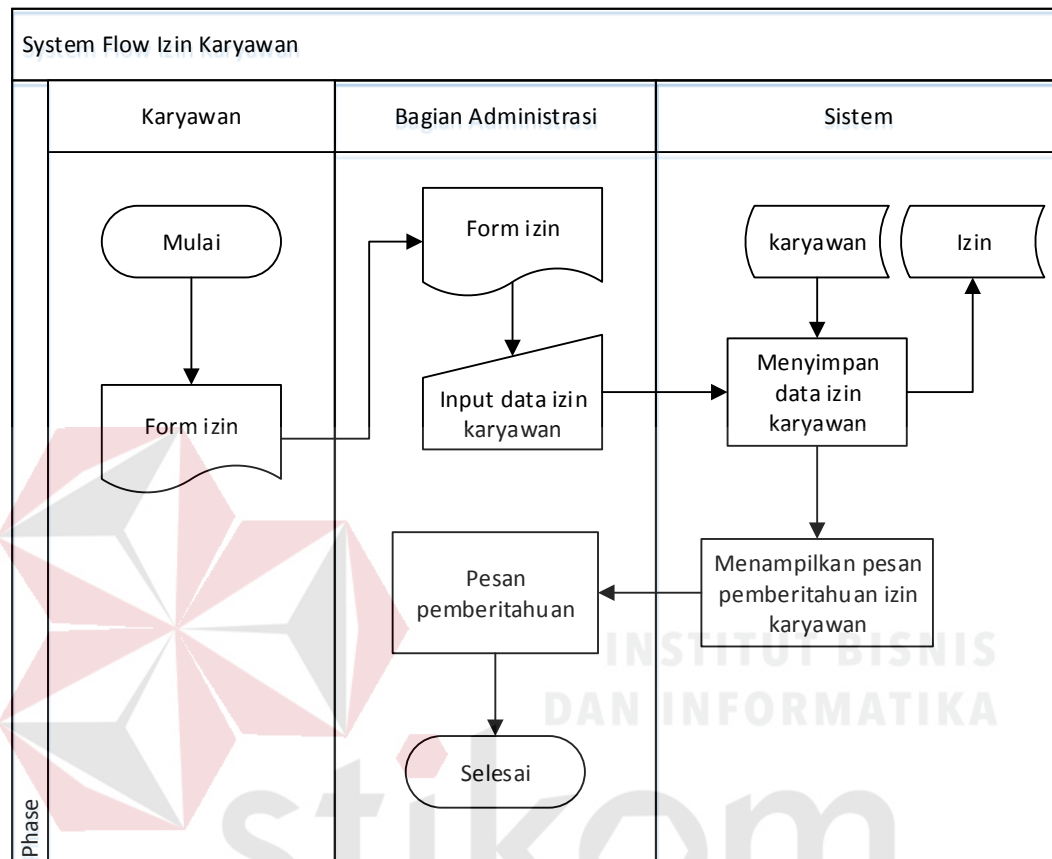 System Flow Izin Karyawan
Karyawan
Bagian Administrasi
Sistem
Mulai
Form izin
karyawan
Izin
Form izin
Input data izin
karyawan
Menyimpan
data izin
karyawan
Pesan
pemberitahuan
Menampilkan pesan
pemberitahuan izin
karyawan
INSTITUT BISNIS
DAN INFORMATIKA
Selesai
stikom
Phase